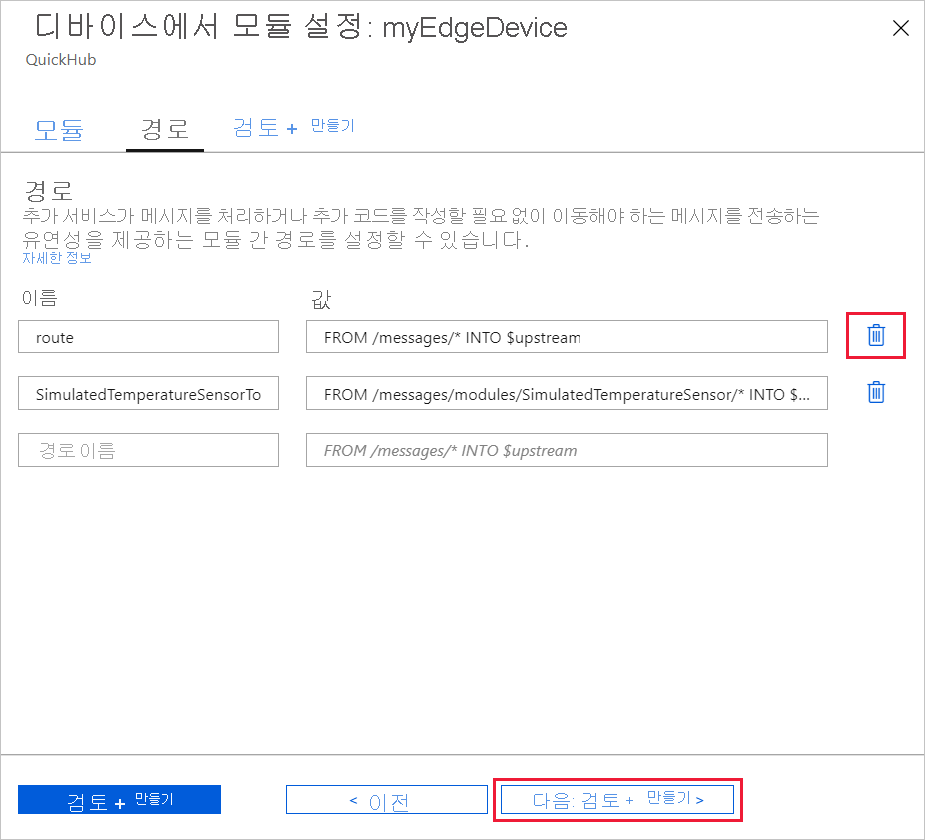 디바이스에서 모듈 설정: myEdgeDevice
QuickHub
모듈 경로 검토 + 만들기
경로
추가 서비스가 메시지를 처리하거나 추가 코드를 작성할 필요 없이 이동해야 하는 메시지를 전송하는
유연성을 제공하는 모듈 간 경로를 설정할 수 있습니다.
자세한 정보
이름 값
route FROM /messages/* INTO $upstream
SimulatedTemperatureSensorTo FROM /messages/modules/SimulatedTemperatureSensor/* INTO $...
경로 이름 FROM /messages/* INTO $upstream
검토 + 만들기 < 이전 다음: 검토 + 만들기 >